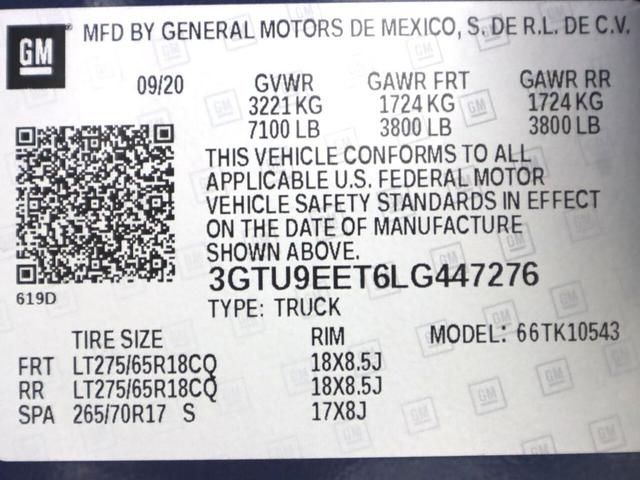 GM MFD BY GENERAL MOTORS DE MEXICO, S. DE R.L. DE C.V.
09/20 GVWR GAWR FRT GAWR RR
3221 KG 1724 KG 1724 KG
7100 LB 3800 LB 3800 LB
THIS VEHICLE CONFORMS TO ALL
APPLICABLE U.S. FEDERAL MOTOR
VEHICLE SAFETY STANDARDS IN EFFECT
ON THE DATE OF MANUFACTURE
SHOWN ABOVE.
619D
3GTU9EET6LG447276
TYPE: TRUCK
TIRE SIZE RIM MODEL: 66TK10543
FRT LT275/65R18CQ 18X8.5J
RR LT275/65R18CQ 18X8.5J
SPA 265/70R17 S 17X8J